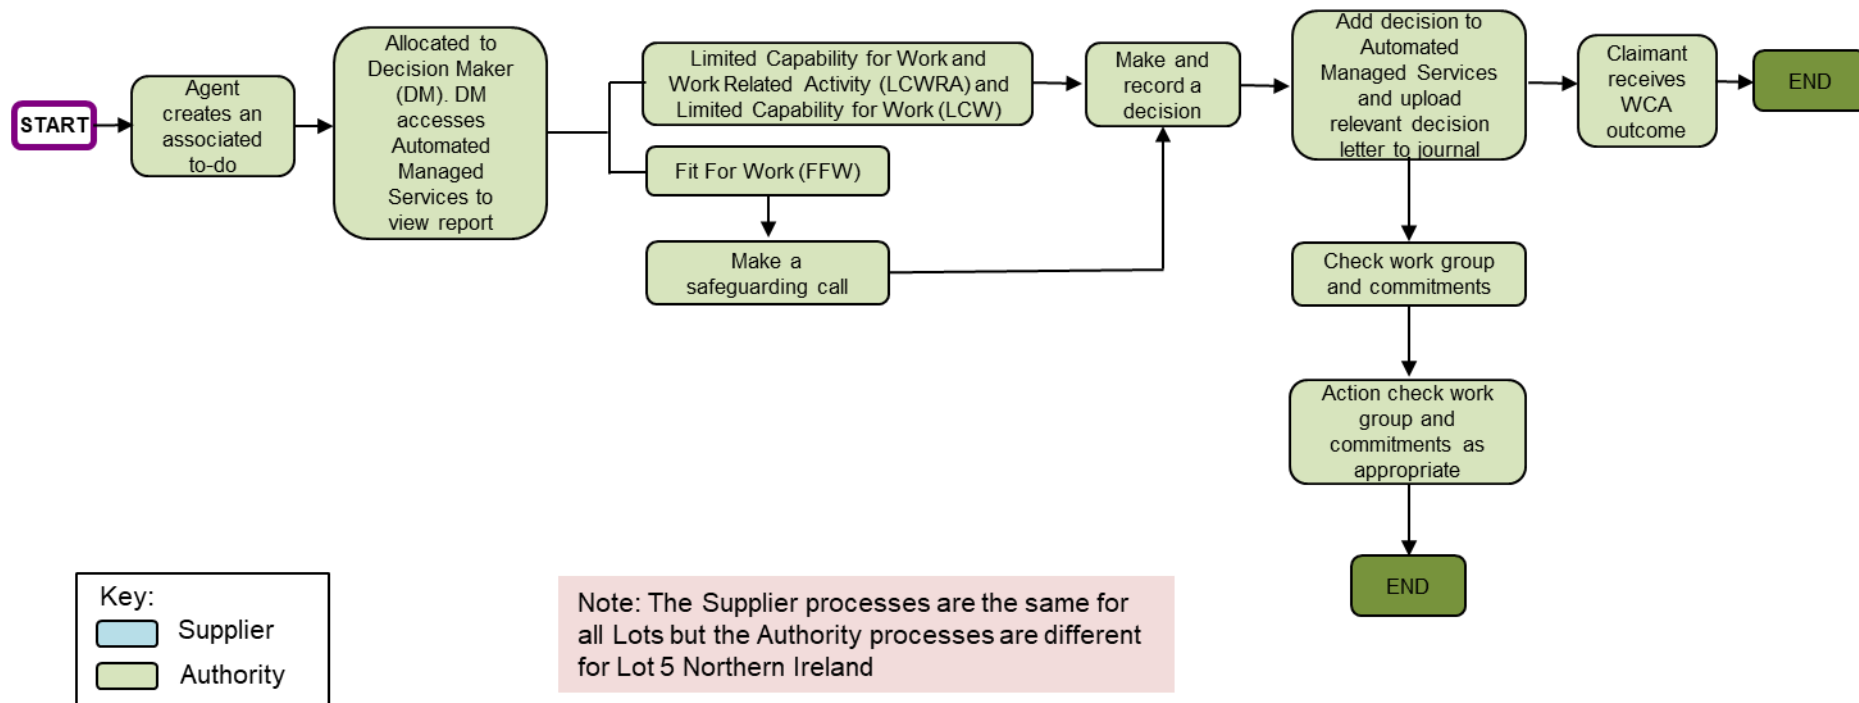 START
Agent
creates an
associated
to-do
Allocated to
Decision Maker
(DM). DM
accesses
Automated
Managed
Services to
view report
Limited Capability for Work and
Work Related Activity (LCWRA) and
Limited Capability for Work (LCW)
Fit For Work (FFW)
Make a
safeguarding call
Make and
record a
decision
Add decision to
Automated
Managed Services
and upload
relevant decision
letter to journal
Claimant
receives
WCA
outcome
END
Check work group
and commitments
Action check work
group and
commitments as
appropriate
END
Key:
Supplier
Authority
Note: The Supplier processes are the same for
all Lots but the Authority processes are different
for Lot 5 Northern Ireland